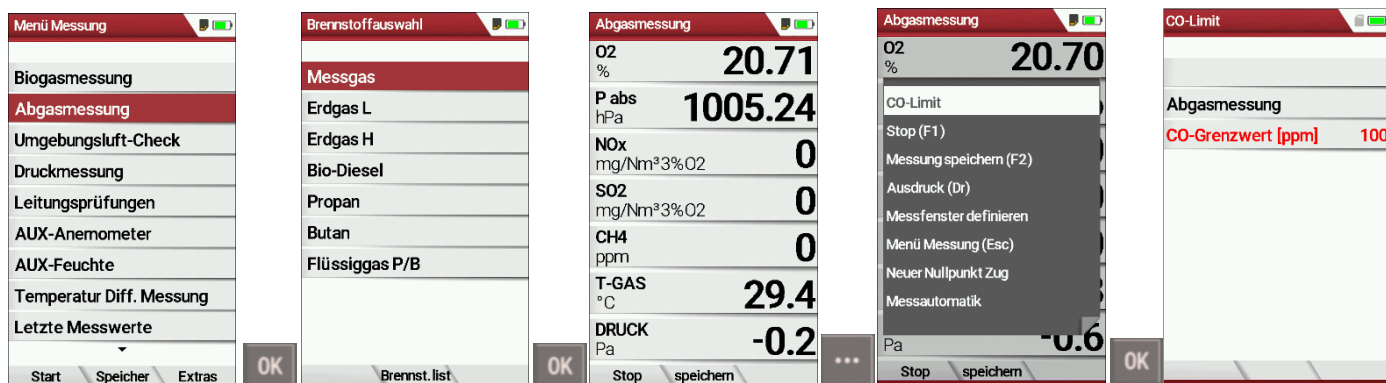 Menü Messung
Biogasmessung
Abgasmessung
Umgebungsluft-Check
Druckmessung
Leitungsprüfungen
AUX-Anemometer
AUX-Feuchte
Temperatur Diff. Messung
Letzte Messwerte
Start Speicher Extras
OK
Brennstoffauswahl
Messgas
Erdgas L
Erdgas H
Bio-Diesel
Propan
Butan
Flüssiggas P/B
Brennst.list
OK
Abgasmessung
O2
% 20.71
P abs
hPa 1005.24
NOx
mg/Nm³3%O2 0
SO2
mg/Nm³3%O2 0
CH4
ppm 0
T-GAS
°C 29.4
DRUCK
Pa -0.2
Stop speichern
...
Abgasmessung
O2
% 20.70
CO-Limit
Stop (F1)
Messung speichern (F2)
Ausdruck (Dr)
Messfenster definieren
Menü Messung (Esc)
Neuer Nullpunkt Zug
Messautomatik
Pa -0.6
Stop speichern
OK
CO-Limit
Abgasmessung
CO-Grenzwert [ppm] 100